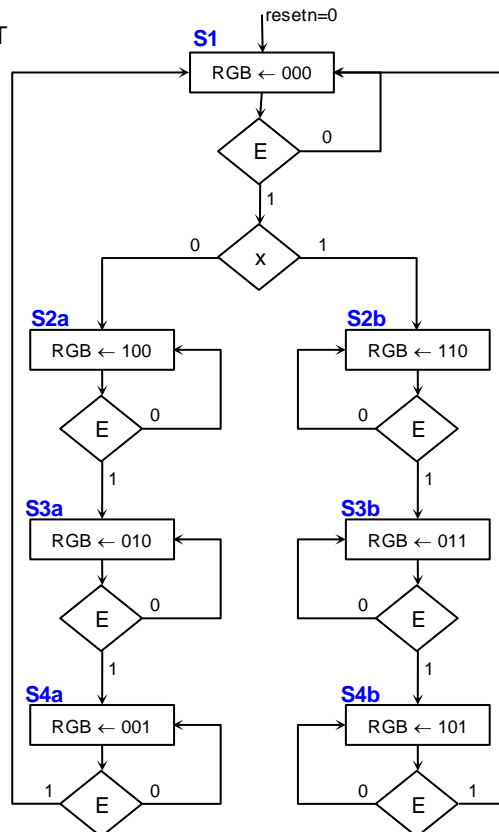 T
resetn=0
S1
RGB ← 000
E
0
1
x
0
1
S2a
S2b
RGB ← 100
RGB ← 110
E
0
0
E
1
1
S3a
S3b
RGB ← 010
RGB ← 011
E
0
0
E
1
1
S4a
S4b
RGB ← 001
RGB ← 101
1
E
0
0
E
1